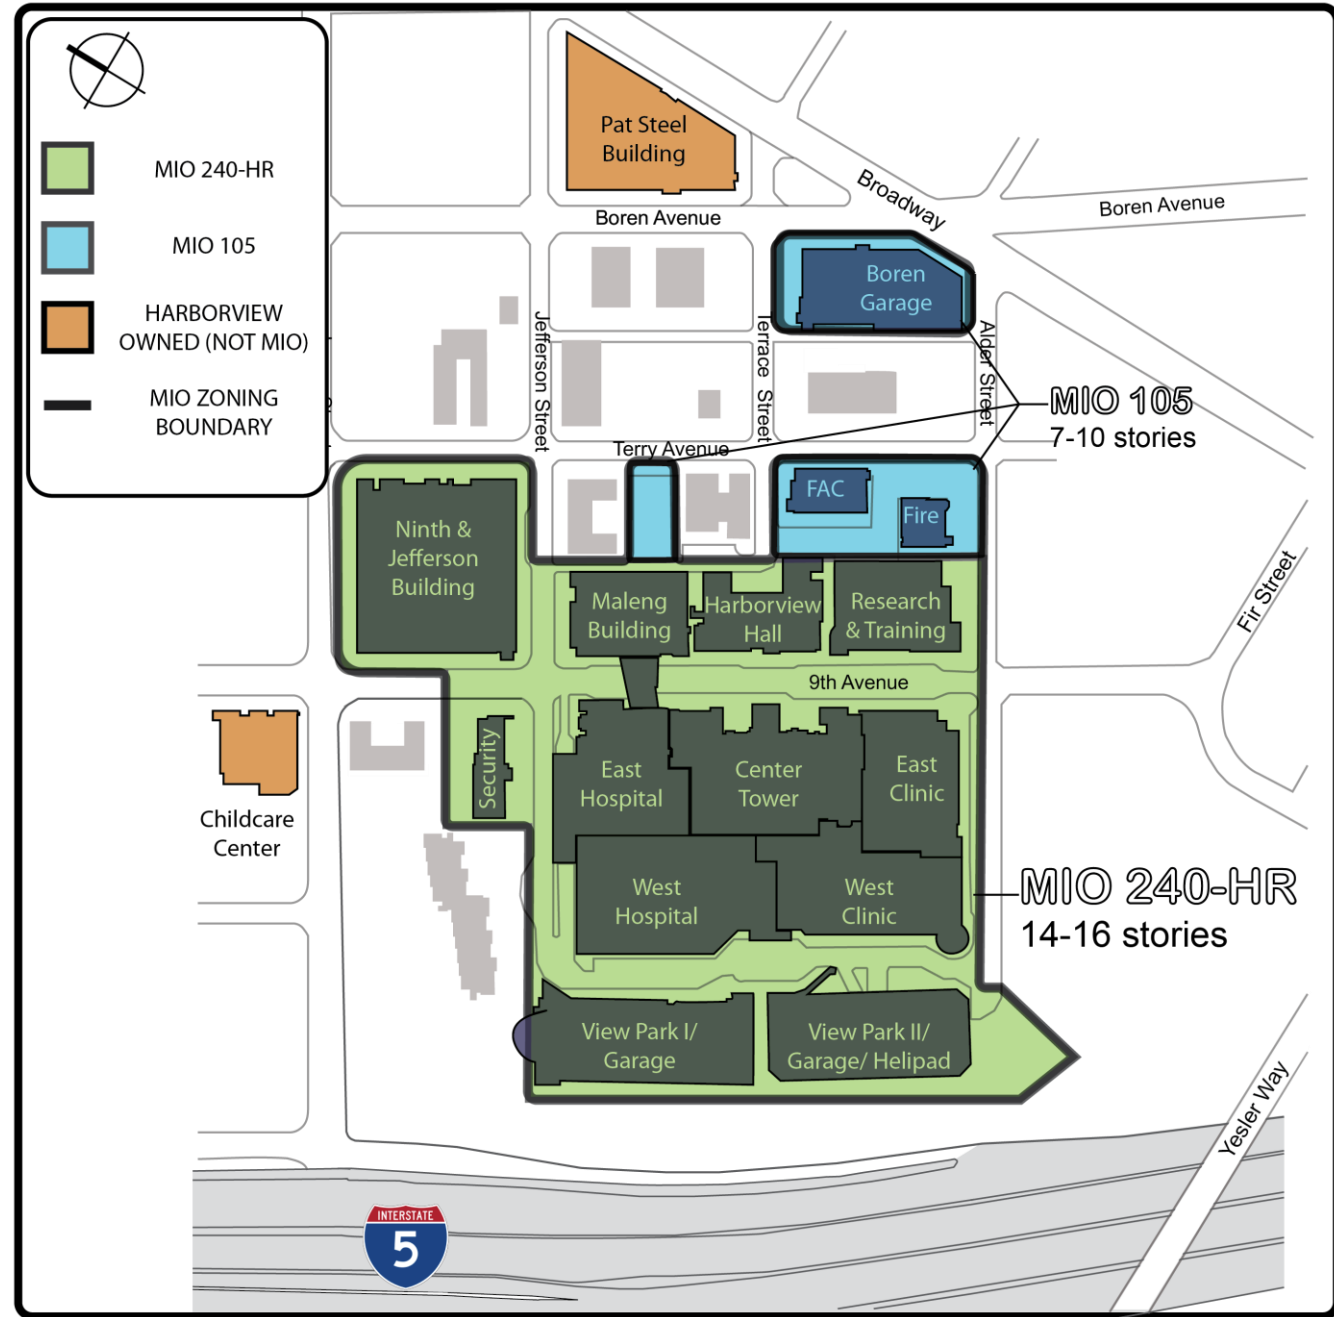 MIO 240-HR
MIO 105
HARBORVIEW
OWNED (NOT MIO)
MIO ZONING
BOUNDARY
Pat Steel
Building
Broadway
Boren Avenue
Boren Avenue
Boren
Garage
Jefferson Street
Terrace Street
Alder Street
MIO 105
7-10 stories
Terry Avenue
FAC
Fire
Ninth &
Jefferson
Building
Maleng
Building
Harborview
Hall
Research
& Training
Fir Street
9th Avenue
Security
East
Hospital
Center
Tower
East
Clinic
Childcare
Center
West
Hospital
West
Clinic
MIO 240-HR
14-16 stories
View Park I/
Garage
View Park II/
Garage/ Helipad
Yesler Way
INTERSTATE
5